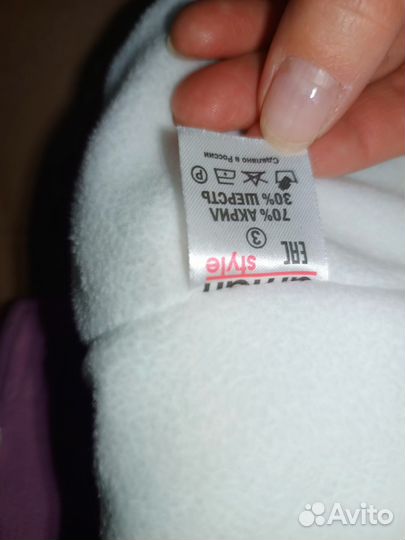 style
EAC
3
70% АКРИЛ
30% ШЕРСТЬ
P
Сделано в России
Avito